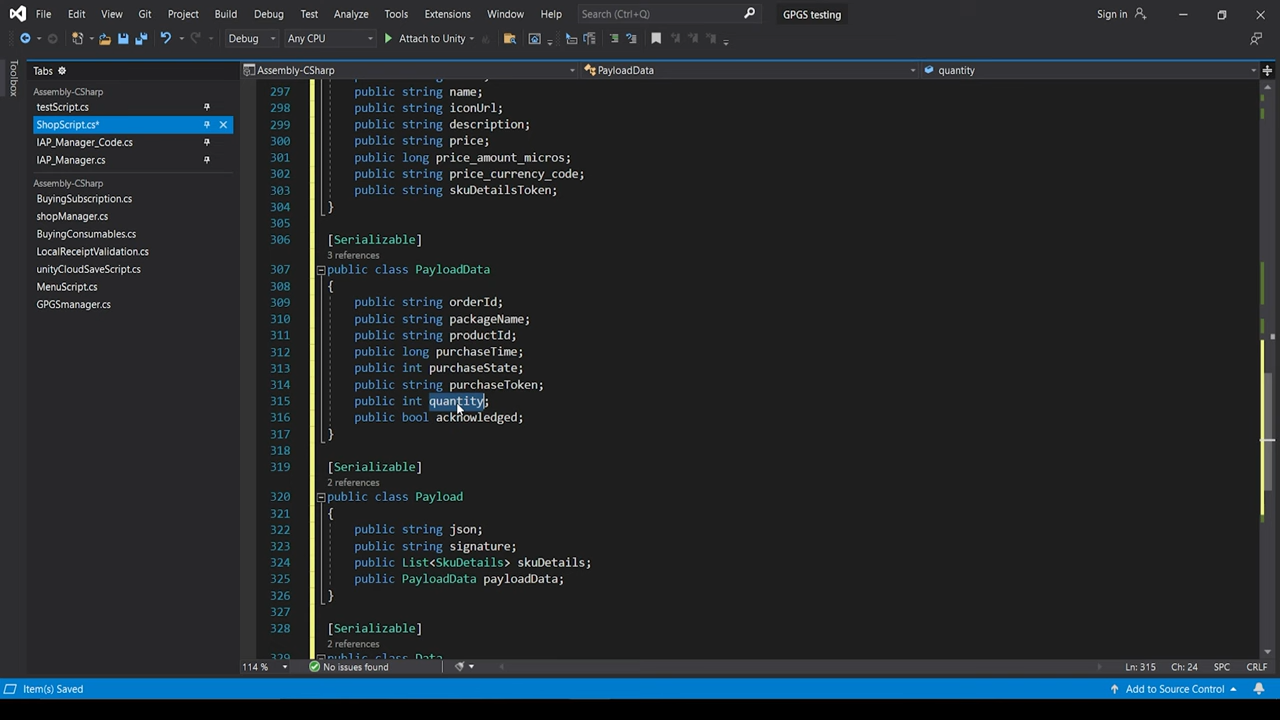 File Edit View Git Project Build Debug Test Analyze Tools Extensions Window Help Search (Ctrl+Q) GPGS testing Sign in
Debug Any CPU Attach to Unity
Toolbox
Tabs
Assembly-CSharp PayloadData quantity
Assembly-CSharp
testScript.cs
ShopScript.cs*
IAP_Manager_Code.cs
IAP_Manager.cs
Assembly-CSharp
BuyingSubscription.cs
shopManager.cs
BuyingConsumables.cs
LocalReceiptValidation.cs
unityCloudSaveScript.cs
MenuScript.cs
GPGSmanager.cs
297 public string name;
298 public string iconUrl;
299 public string description;
300 public string price;
301 public long price_amount_micros;
302 public string price_currency_code;
303 public string skuDetailsToken;
304 }
305
306 [Serializable]
3 references
307 public class PayloadData
308 {
309 public string orderId;
310 public string packageName;
311 public string productId;
312 public long purchaseTime;
313 public int purchaseState;
314 public string purchaseToken;
315 public int quantity;
316 public bool acknowledged;
317 }
318
319 [Serializable]
2 references
320 public class Payload
321 {
322 public string json;
323 public string signature;
324 public List<SkuDetails> skuDetails;
325 public PayloadData payloadData;
326 }
327
328 [Serializable]
2 references
329 public class Data
114 % No issues found Ln: 315 Ch: 24 SPC CRLF
Item(s) Saved Add to Source Control